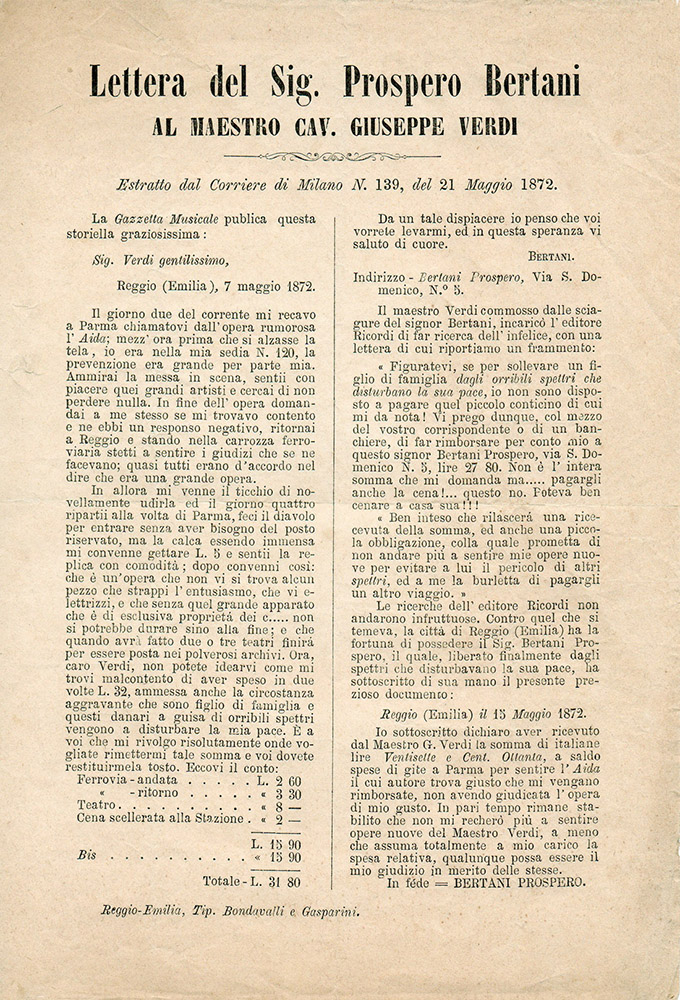 Lettera del Sig. Prospero Bertani
AL MAESTRO CAV. GIUSEPPE VERDI
Estratto dal Corriere di Milano N. 139, del 21 Maggio 1872.
La Gazzetta Musicale publica questa
storiella graziosissima :
Sig. Verdi gentilissimo,
Reggio (Emilia), 7 maggio 1872.
Il giorno due del corrente mi recavo
a Parma chiamatovi dall'opera rumorosa
l' Aida; mezz' ora prima che si alzasse la
tela , io era nella mia sedia N. 120, la
prevenzione era grande per parte mia.
Ammirai la messa in scena, sentii con
piacere quei grandi artisti e cercai di non
perdere nulla. In fine dell' opera doman-
dai a me stesso se mi trovavo contento
e ne ebbi un responso negativo, ritornai
a Reggio e stando nella carrozza ferro-
viaria stetti a sentire i giudizi che se ne
facevano; quasi tutti erano d'accordo nel
dire che era una grande opera.
In allora mi venne il ticchio di no-
vellamente udirla ed il giorno quattro
ripartii alla volta di Parma, feci il diavolo
per entrare senza aver bisogno del posto
riservato, ma la calca essendo immensa
mi convenne gettare L. 5 e sentii la re-
plica con comodità ; dopo convenni così:
che è un'opera che non vi si trova alcun
pezzo che strappi l' entusiasmo, che vi e-
lettrizzi, e che senza quel grande apparato
che é di esclusiva proprietá dei c..... non
si potrebbe durare sino alla fine; e che
quando avrà fatto due o tre teatri finirà
per essere posta nei polverosi archivi. Ora,
caro Verdi, non potete idearvi come mi
trovi malcontento di aver speso in due
volte L. 32, ammessa anche la circostanza
aggravante che sono figlio di famiglia e
questi danari a guisa di orribili spettri
vengono a disturbare la mia pace. È a
voi che mi rivolgo risolutamente onde vo-
gliate rimettermi tale somma e voi dovete
restituirmela tosto. Eccovi il conto:
Ferrovia - andata . . . . . L. 2 60
« - ritorno . . . . . « 3 30
Teatro . . . . . . . . . . « 8 —
Cena scellerata alla Stazione . « 2 —
L. 15 90
Bis . . . . . . . . . . « 15 90
Totale - L. 31 80
Da un tale dispiacere io penso che voi
vorrete levarmi, ed in questa speranza vi
saluto di cuore.
BERTANI.
Indirizzo - Bertani Prospero, Via S. Do-
menico, N.º 5.
Il maestro Verdi commosso dalle scia-
gure del signor Bertani, incaricò l' editore
Ricordi di far ricerca dell' infelice, con una
lettera di cui riportiamo un frammento:
« Figuratevi, se per sollevare un fi-
glio di famiglia dagli orribili spettri che
disturbano la sua pace, io non sono dispo-
sto a pagare quel piccolo conticino di cui
mi da nota! Vi prego dunque, col mezzo
del vostro corrispondente o di un ban-
chiere, di far rimborsare per conto mio a
questo signor Bertani Prospero, via S. Do-
menico N. 5, lire 27 80. Non è l' intera
somma che mi domanda ma..... pagargli
anche la cena!... questo no. Poteva ben
cenare a casa sua!!!
« Ben inteso che rilascerá una rice-
cevuta della somma, ed anche una picco-
la obbligazione, colla quale prometta di
non andare più a sentire mie opere nuo-
ve per evitare a lui il pericolo di altri
spettri, ed a me la burletta di pagargli
un altro viaggio. »
Le ricerche dell' editore Ricordi non
andarono infruttuose. Contro quel che si
temeva, la città di Reggio (Emilia) ha la
fortuna di possedere il Sig. Bertani Pro-
spero, il quale, liberato finalmente dagli
spettri che disturbavano la sua pace, ha
sottoscritto di sua mano il presente pre-
zioso documento :
Reggio (Emilia) il 15 Maggio 1872.
Io sottoscritto dichiaro aver ricevuto
dal Maestro G. Verdi la somma di italiane
lire Ventisette e Cent. Ottanta, a saldo
spese di gite a Parma per sentire l' Aida
il cui autore trova giusto che mi vengano
rimborsate, non avendo giudicata l' opera
di mio gusto. In pari tempo rimane sta-
bilito che non mi recherò più a sentire
opere nuove del Maestro Verdi, a meno
che assuma totalmente a mio carico la
spesa relativa, qualunque possa essere il
mio giudizio in merito delle stesse.
In féde = BERTANI PROSPERO.
Reggio-Emilia, Tip. Bondavalli e Gasparini.